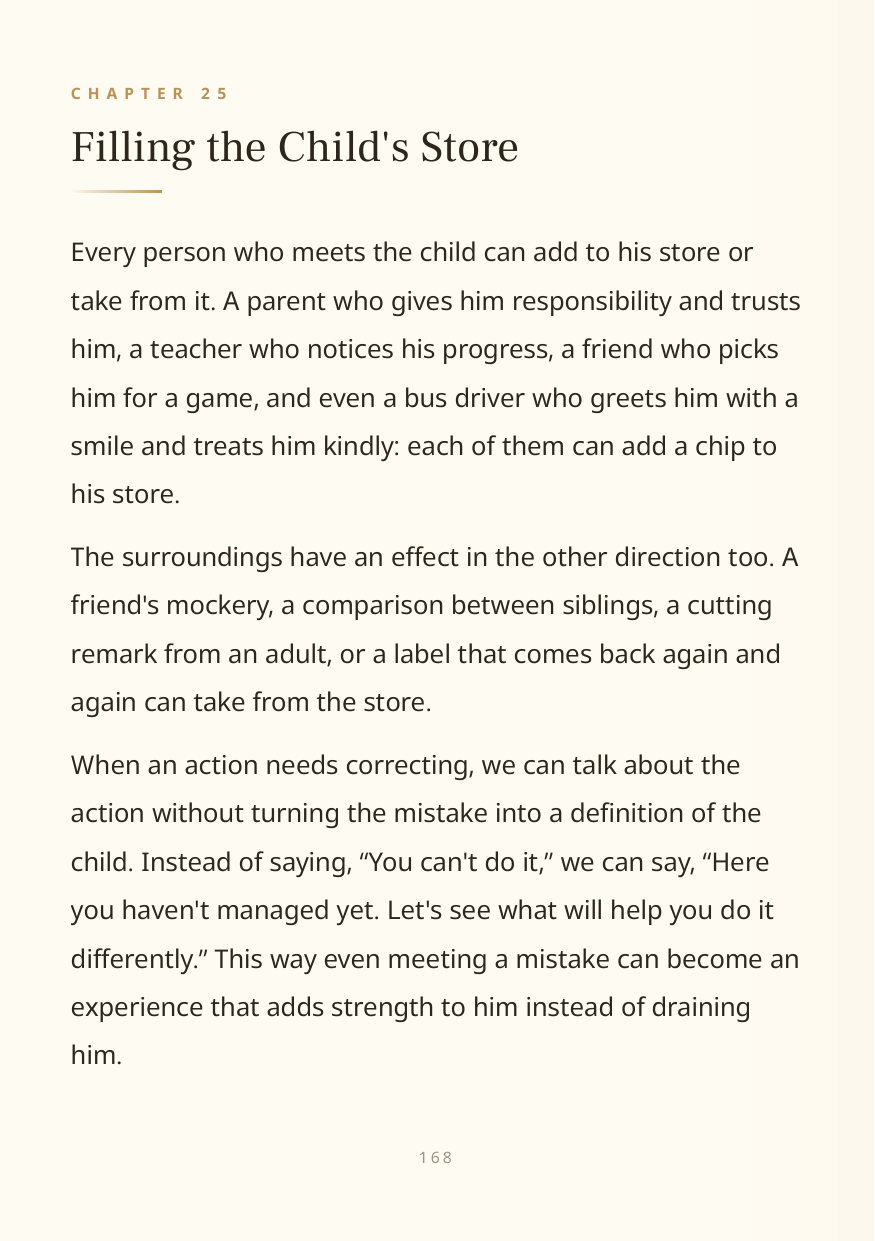 CHAPTER 25
Filling the Child's Store
Every person who meets the child can add to his store or
take from it. A parent who gives him responsibility and trusts
him, a teacher who notices his progress, a friend who picks
him for a game, and even a bus driver who greets him with a
smile and treats him kindly: each of them can add a chip to
his store.
The surroundings have an effect in the other direction too. A
friend's mockery, a comparison between siblings, a cutting
remark from an adult, or a label that comes back again and
again can take from the store.
When an action needs correcting, we can talk about the
action without turning the mistake into a definition of the
child. Instead of saying, “You can't do it,” we can say, “Here
you haven't managed yet. Let's see what will help you do it
differently.” This way even meeting a mistake can become an
experience that adds strength to him instead of draining
him.
168